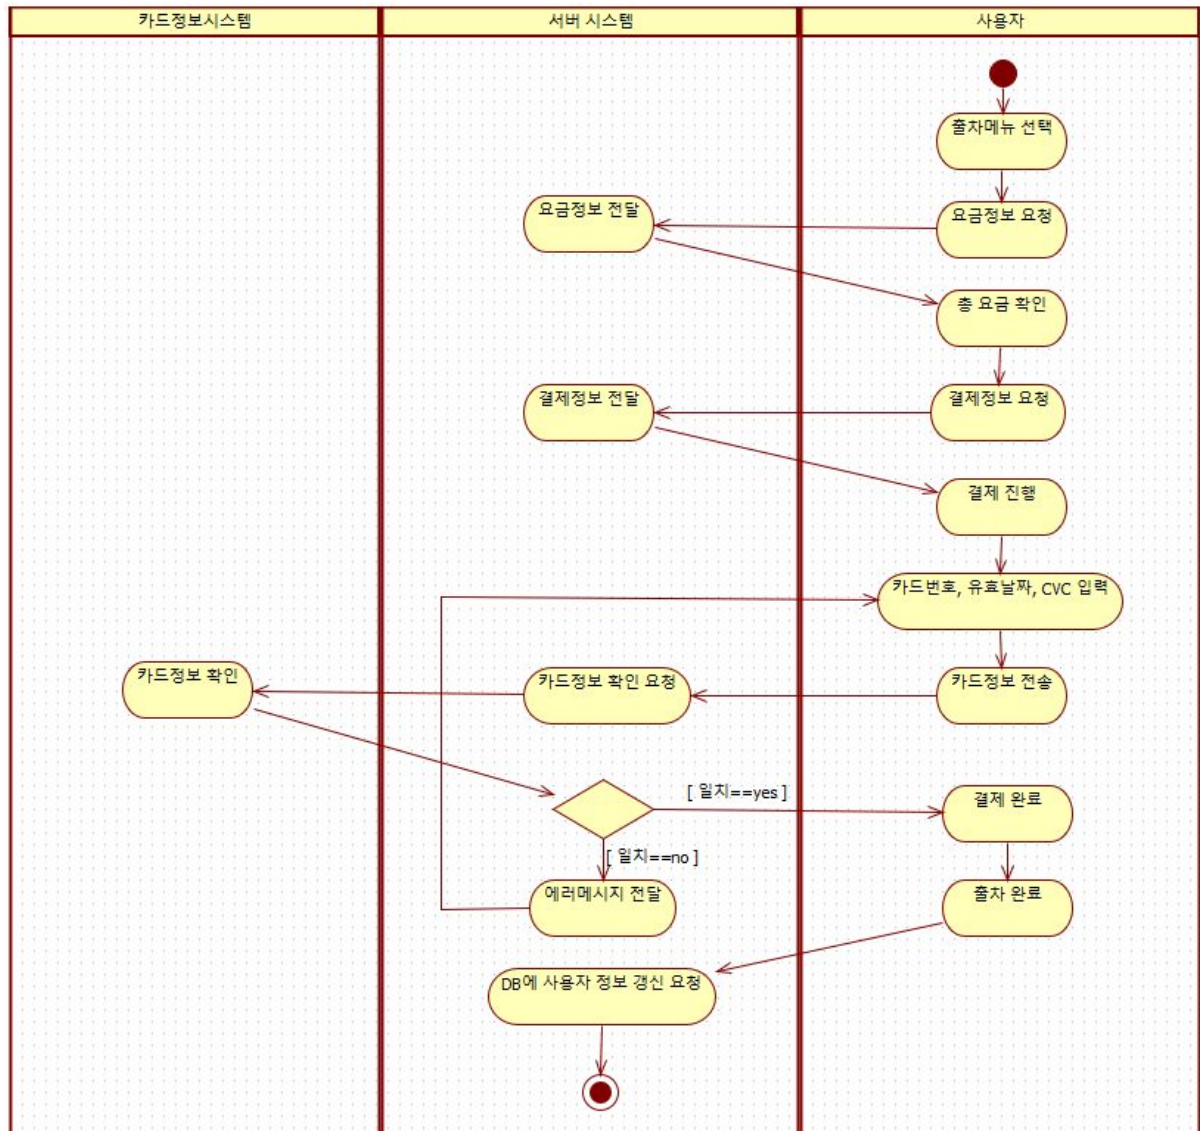 카드정보시스템
서버 시스템
사용자
출차메뉴 선택
요금정보 전달
요금정보 요청
총 요금 확인
결제정보 전달
결제정보 요청
결제 진행
카드번호, 유효날짜, CVC 입력
카드정보 확인
카드정보 확인 요청
카드정보 전송
[ 일치==yes ]
결제 완료
[ 일치==no ]
에러메시지 전달
출차 완료
DB에 사용자 정보 갱신 요청